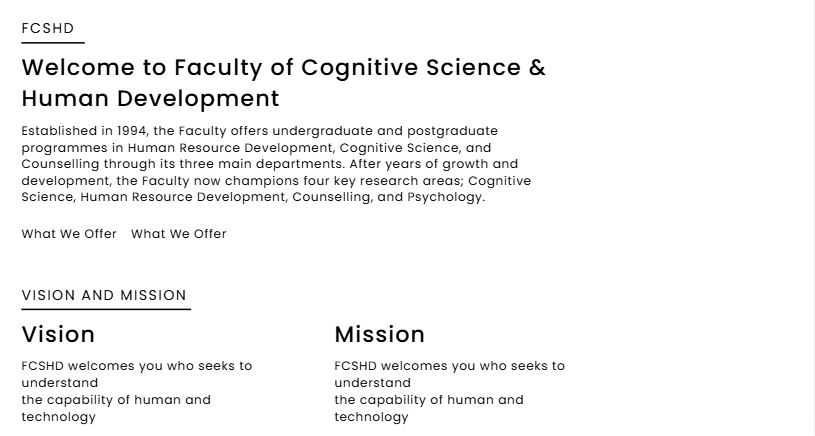 FCSHD
Welcome to Faculty of Cognitive Science &
Human Development
Established in 1994, the Faculty offers undergraduate and postgraduate
programmes in Human Resource Development, Cognitive Science, and
Counselling through its three main departments. After years of growth and
development, the Faculty now champions four key research areas; Cognitive
Science, Human Resource Development, Counselling, and Psychology.
What We Offer What We Offer
VISION AND MISSION
Vision
FCSHD welcomes you who seeks to
understand
the capability of human and
technology
Mission
FCSHD welcomes you who seeks to
understand
the capability of human and
technology